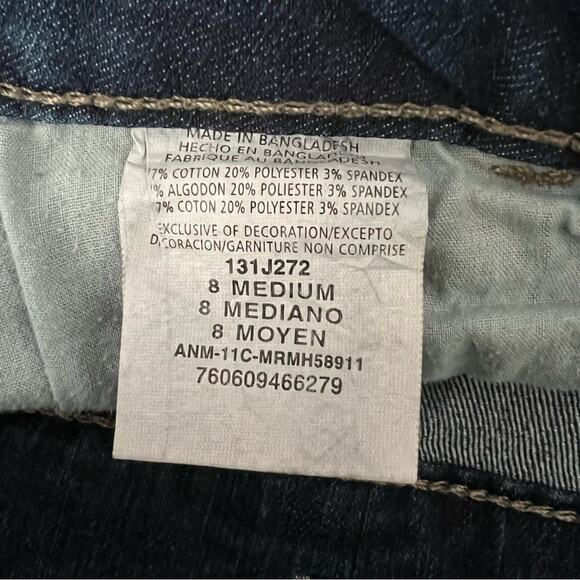 MADE IN BANGLADESH
HECHO EN BANGLADESH
FABRIQUE AU BANGLADESH
7% COTTON 20% POLYESTER 3% SPANDEX
% ALGODON 20% POLIESTER 3% SPANDEX
7% COTON 20% POLYESTER 3% SPANDEX
EXCLUSIVE OF DECORATION/EXCEPTO
DECORACION/GARNITURE NON COMPRISE
131J272
8 MEDIUM
8 MEDIANO
8 MOYEN
ANM-11C-MRMH58911
760609466279